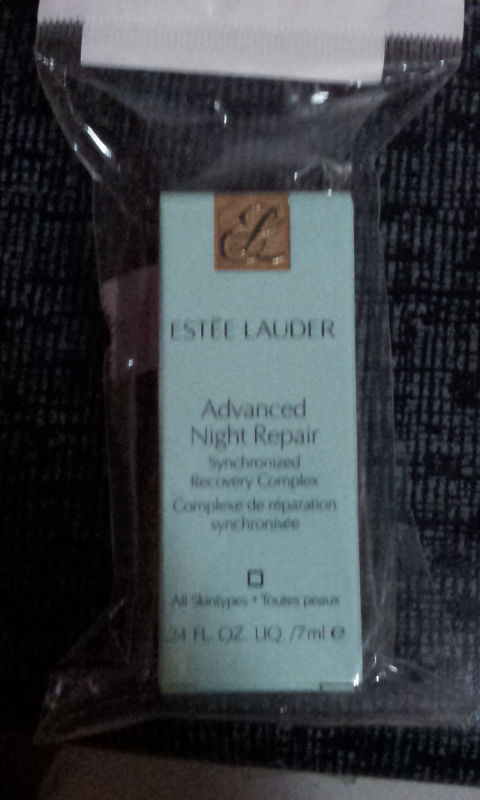 ESTĒE LAUDER
Advanced
Night Repair
Synchronized
Recovery Complex
Complexe de réparation
synchronisée
All Skintypes • Toutes peaux
.24 FL. OZ. LIQ. /7ml ℮